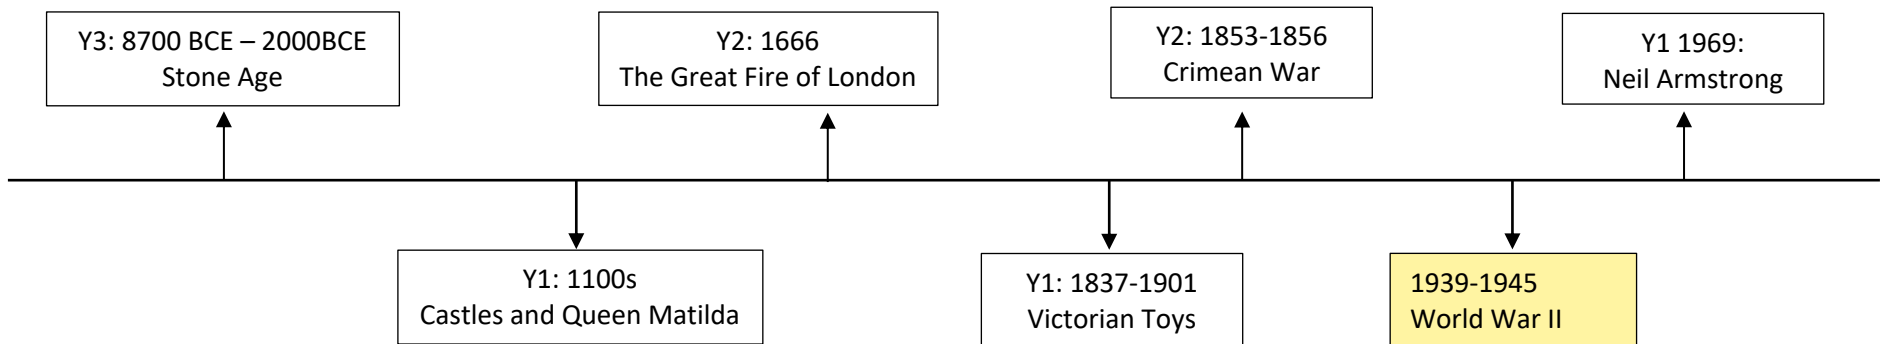 Y3: 8700 BCE – 2000BCE
Stone Age
Y2: 1666
The Great Fire of London
Y2: 1853-1856
Crimean War
Y1 1969:
Neil Armstrong
Y1: 1100s
Castles and Queen Matilda
Y1: 1837-1901
Victorian Toys
1939-1945
World War II